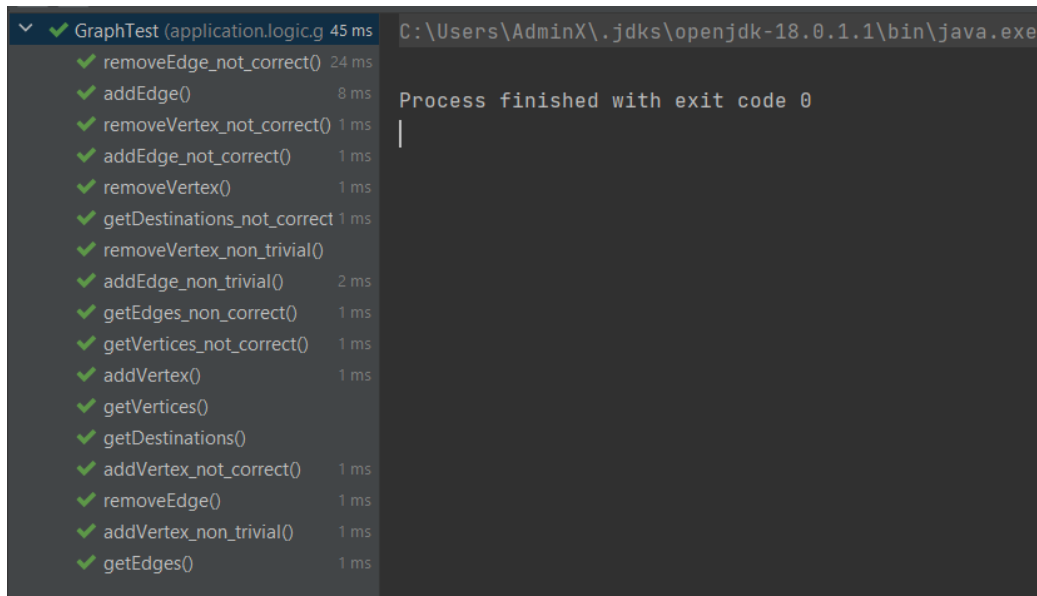 GraphTest (application.logic.g 45 ms
removeEdge_not_correct() 24 ms
addEdge() 8 ms
removeVertex_not_correct() 1 ms
addEdge_not_correct() 1 ms
removeVertex() 1 ms
getDestinations_not_correct 1 ms
removeVertex_non_trivial()
addEdge_non_trivial() 2 ms
getEdges_non_correct() 1 ms
getVertices_not_correct() 1 ms
addVertex() 1 ms
getVertices()
getDestinations()
addVertex_not_correct() 1 ms
removeEdge() 1 ms
addVertex_non_trivial() 1 ms
getEdges() 1 ms
C:\Users\AdminX\.jdks\openjdk-18.0.1.1\bin\java.exe
Process finished with exit code 0